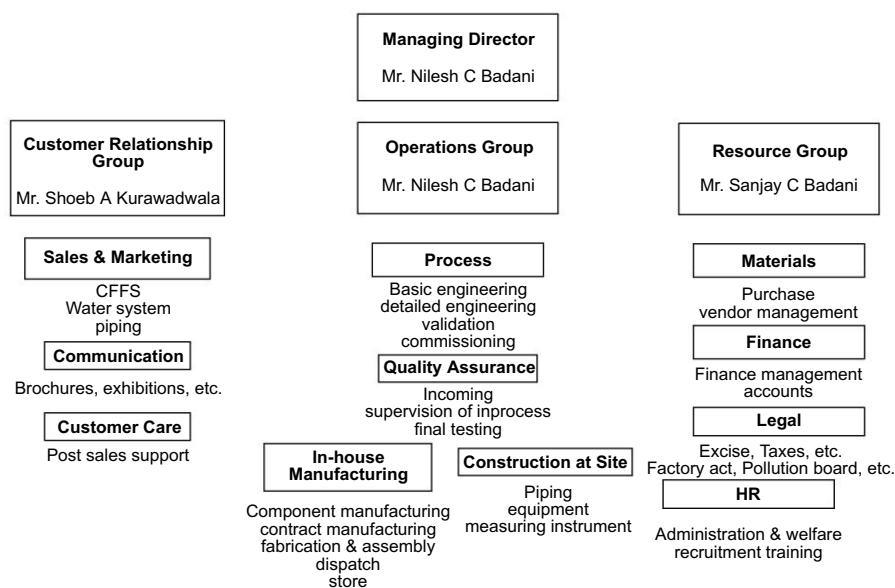 Managing Director
Mr. Nilesh C Badani
Customer Relationship
Group
Mr. Shoeb A Kurawadwala
Operations Group
Mr. Nilesh C Badani
Resource Group
Mr. Sanjay C Badani
Sales & Marketing
CFFS
Water system
piping
Communication
Brochures, exhibitions, etc.
Customer Care
Post sales support
Process
Basic engineering
detailed engineering
validation
commissioning
Quality Assurance
Incoming
supervision of inprocess
final testing
In-house
Manufacturing
Component manufacturing
contract manufacturing
fabrication & assembly
dispatch
store
Construction at Site
Piping
equipment
measuring instrument
Materials
Purchase
vendor management
Finance
Finance management
accounts
Legal
Excise, Taxes, etc.
Factory act, Pollution board, etc.
HR
Administration & welfare
recruitment training